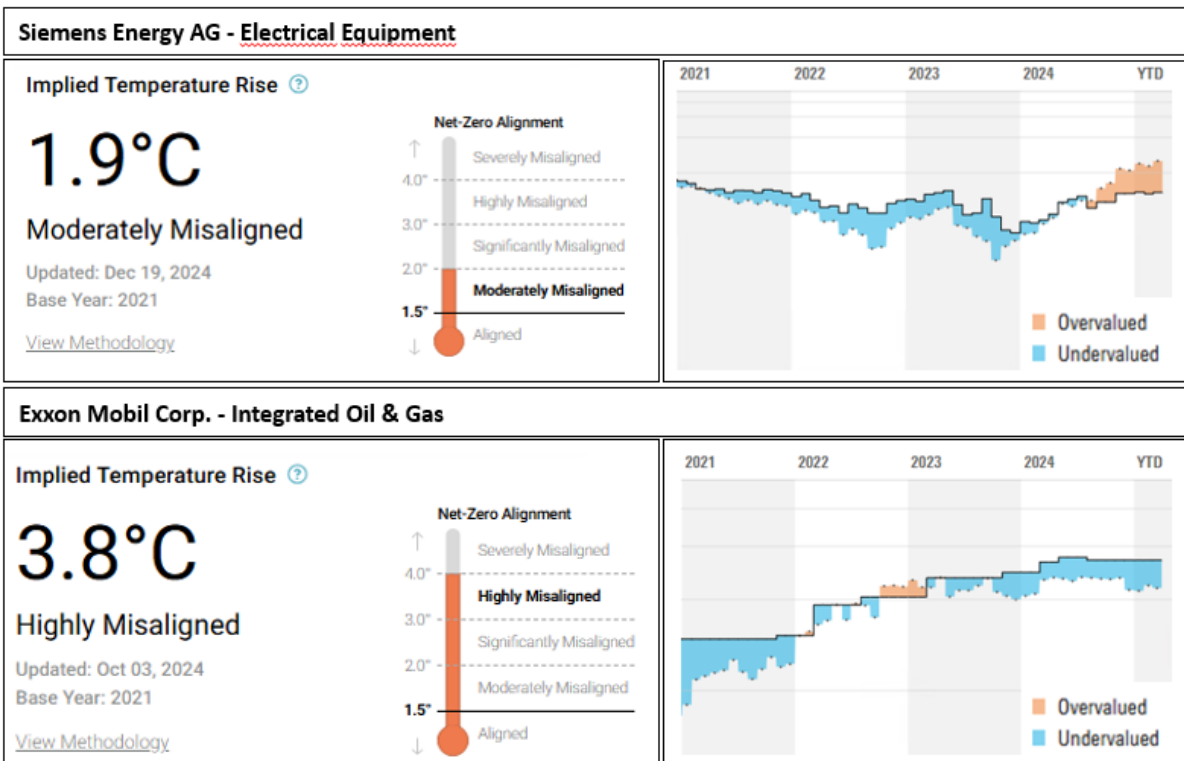 Siemens Energy AG - Electrical Equipment
Implied Temperature Rise ?
1.9°C
Moderately Misaligned
Updated: Dec 19, 2024
Base Year: 2021
View Methodology
Net-Zero Alignment
Severely Misaligned
4.0°
Highly Misaligned
3.0°
Significantly Misaligned
2.0°
Moderately Misaligned
1.5°
Aligned
2021 2022 2023 2024 YTD
Overvalued
Undervalued
Exxon Mobil Corp. - Integrated Oil & Gas
Implied Temperature Rise ?
3.8°C
Highly Misaligned
Updated: Oct 03, 2024
Base Year: 2021
View Methodology
Net-Zero Alignment
Severely Misaligned
4.0°
Highly Misaligned
3.0°
Significantly Misaligned
2.0°
Moderately Misaligned
1.5°
Aligned
2021 2022 2023 2024 YTD
Overvalued
Undervalued